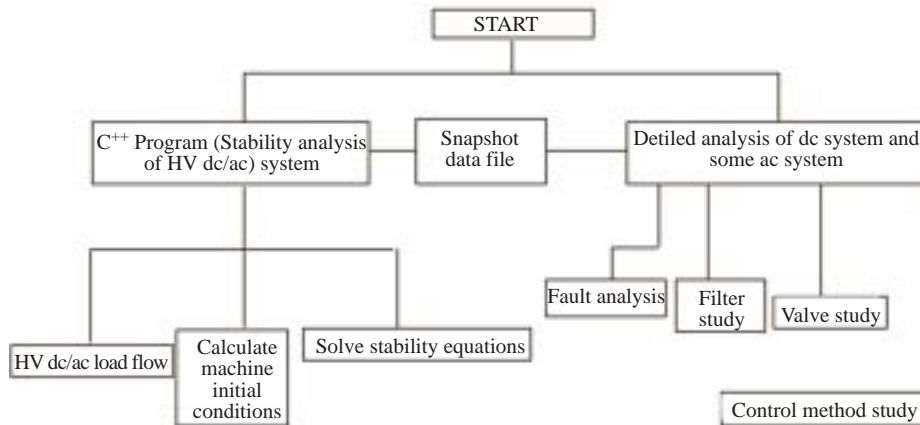 START
C++ Program (Stability analysis
of HV dc/ac) system
Snapshot
data file
Detiled analysis of dc system and
some ac system
Fault analysis
Filter
study
Valve study
HV dc/ac load flow
Calculate
machine
initial
conditions
Solve stability equations
Control method study